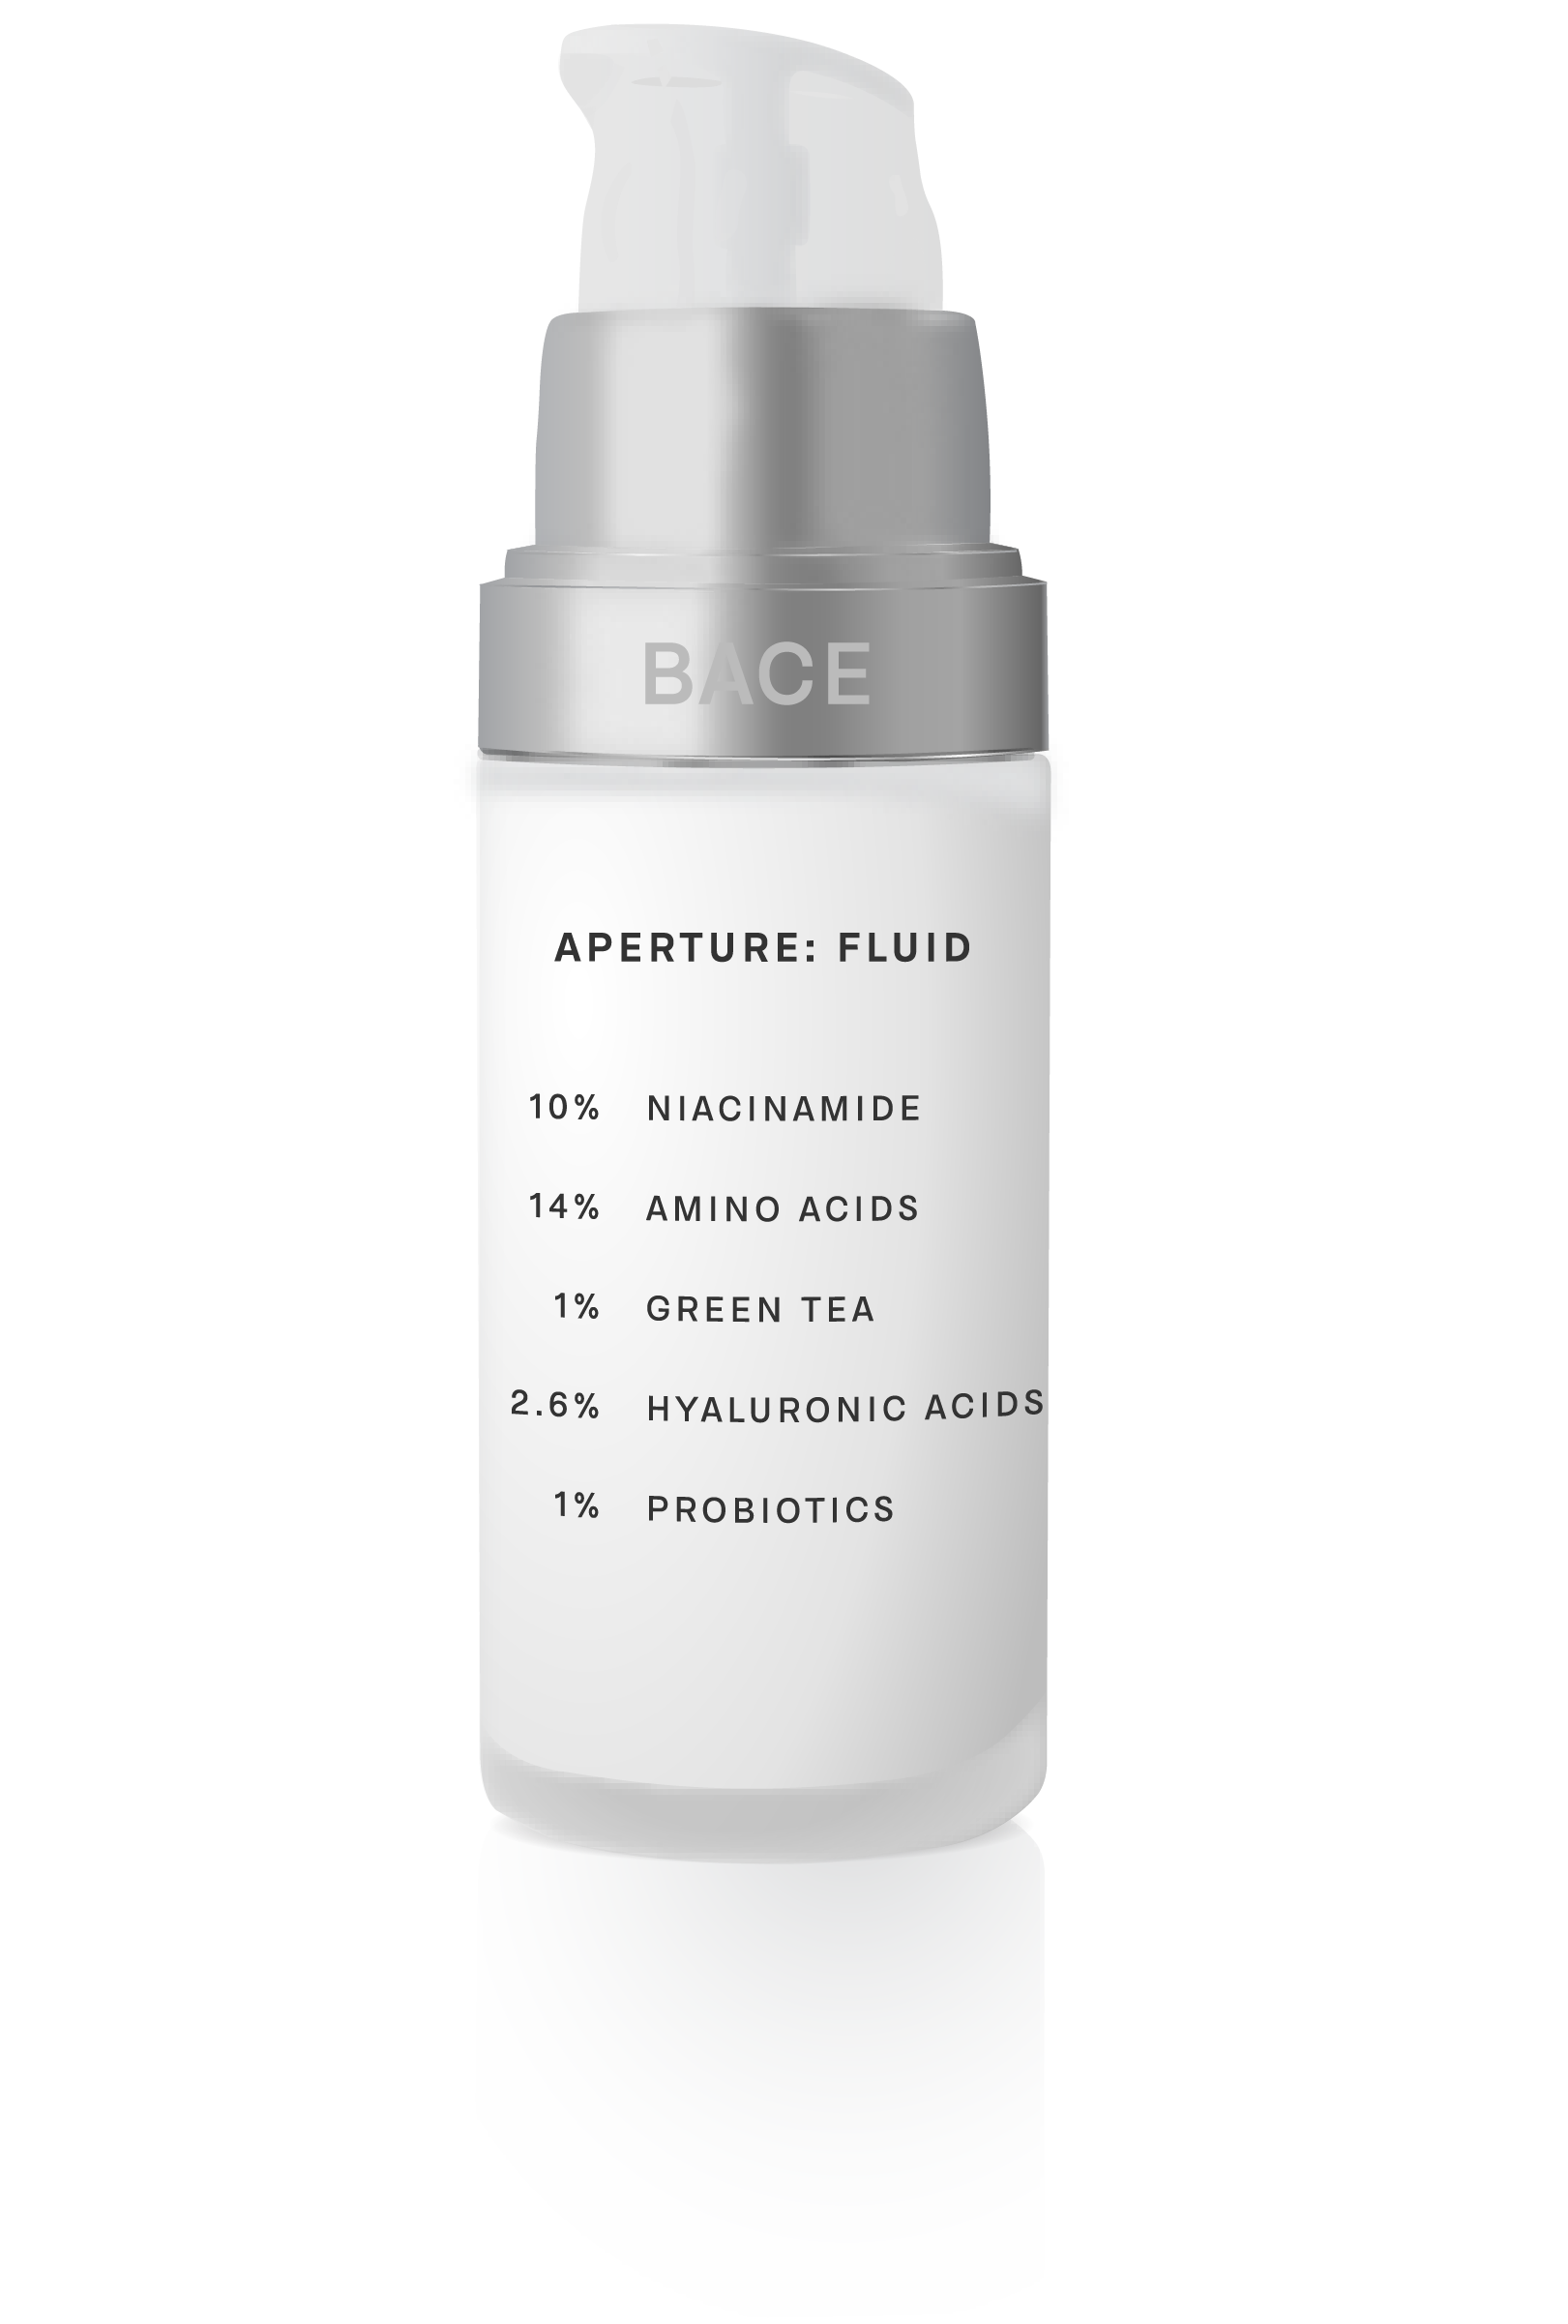 BACE
APERTURE: FLUID
10% NIACINAMIDE
14% AMINO ACIDS
1% GREEN TEA
2.6% HYALURONIC ACIDS
1% PROBIOTICS